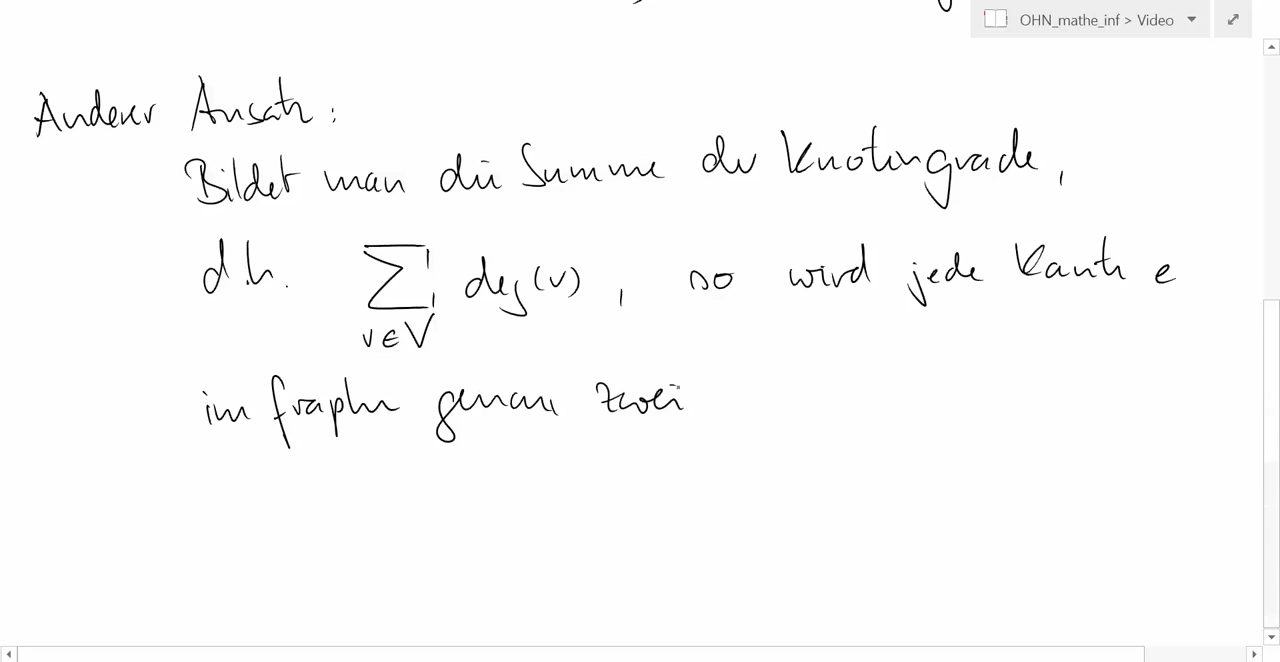 OHN_mathe_inf > Video
Anderer Ansatz:
Bildet man die Summe der Knotengrade,
d.h. ∑ deg(v), so wird jede Kante e
v∈V
im Graphen genau zwei